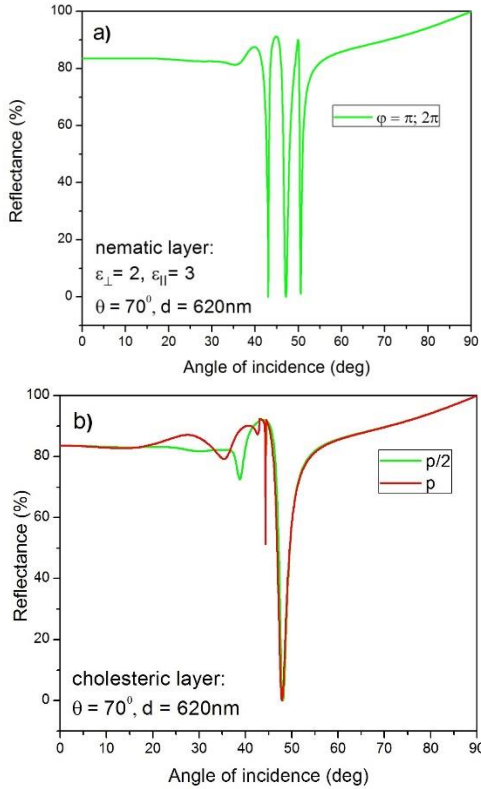 a)
100
80
60
40
20
0
Reflectance (%)
φ = π; 2π
nematic layer:
ε⊥= 2, ε||= 3
θ = 70⁰, d = 620nm
0 10 20 30 40 50 60 70 80 90
Angle of incidence (deg)
b)
100
80
60
40
20
0
Reflectance (%)
p/2
p
cholesteric layer:
θ = 70⁰, d = 620nm
0 10 20 30 40 50 60 70 80 90
Angle of incidence (deg)